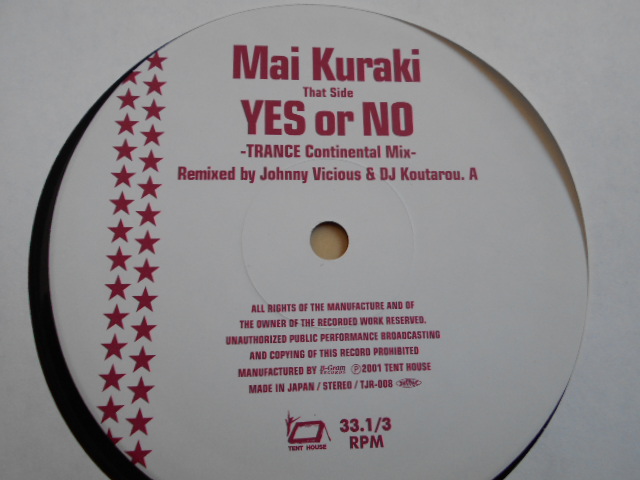 Mai Kuraki
That Side
YES or NO
-TRANCE Continental Mix-
Remixed by Johnny Vicious & DJ Koutarou. A
ALL RIGHTS OF THE MANUFACTURE AND OF
THE OWNER OF THE RECORDED WORK RESERVED.
UNAUTHORIZED PUBLIC PERFORMANCE BROADCASTING
AND COPYING OF THIS RECORD PROHIBITED
MANUFACTURED BY B-Gram RECORDS ℗2001 TENT HOUSE
MADE IN JAPAN / STEREO / TJR-008
TENT HOUSE
33.1/3
RPM